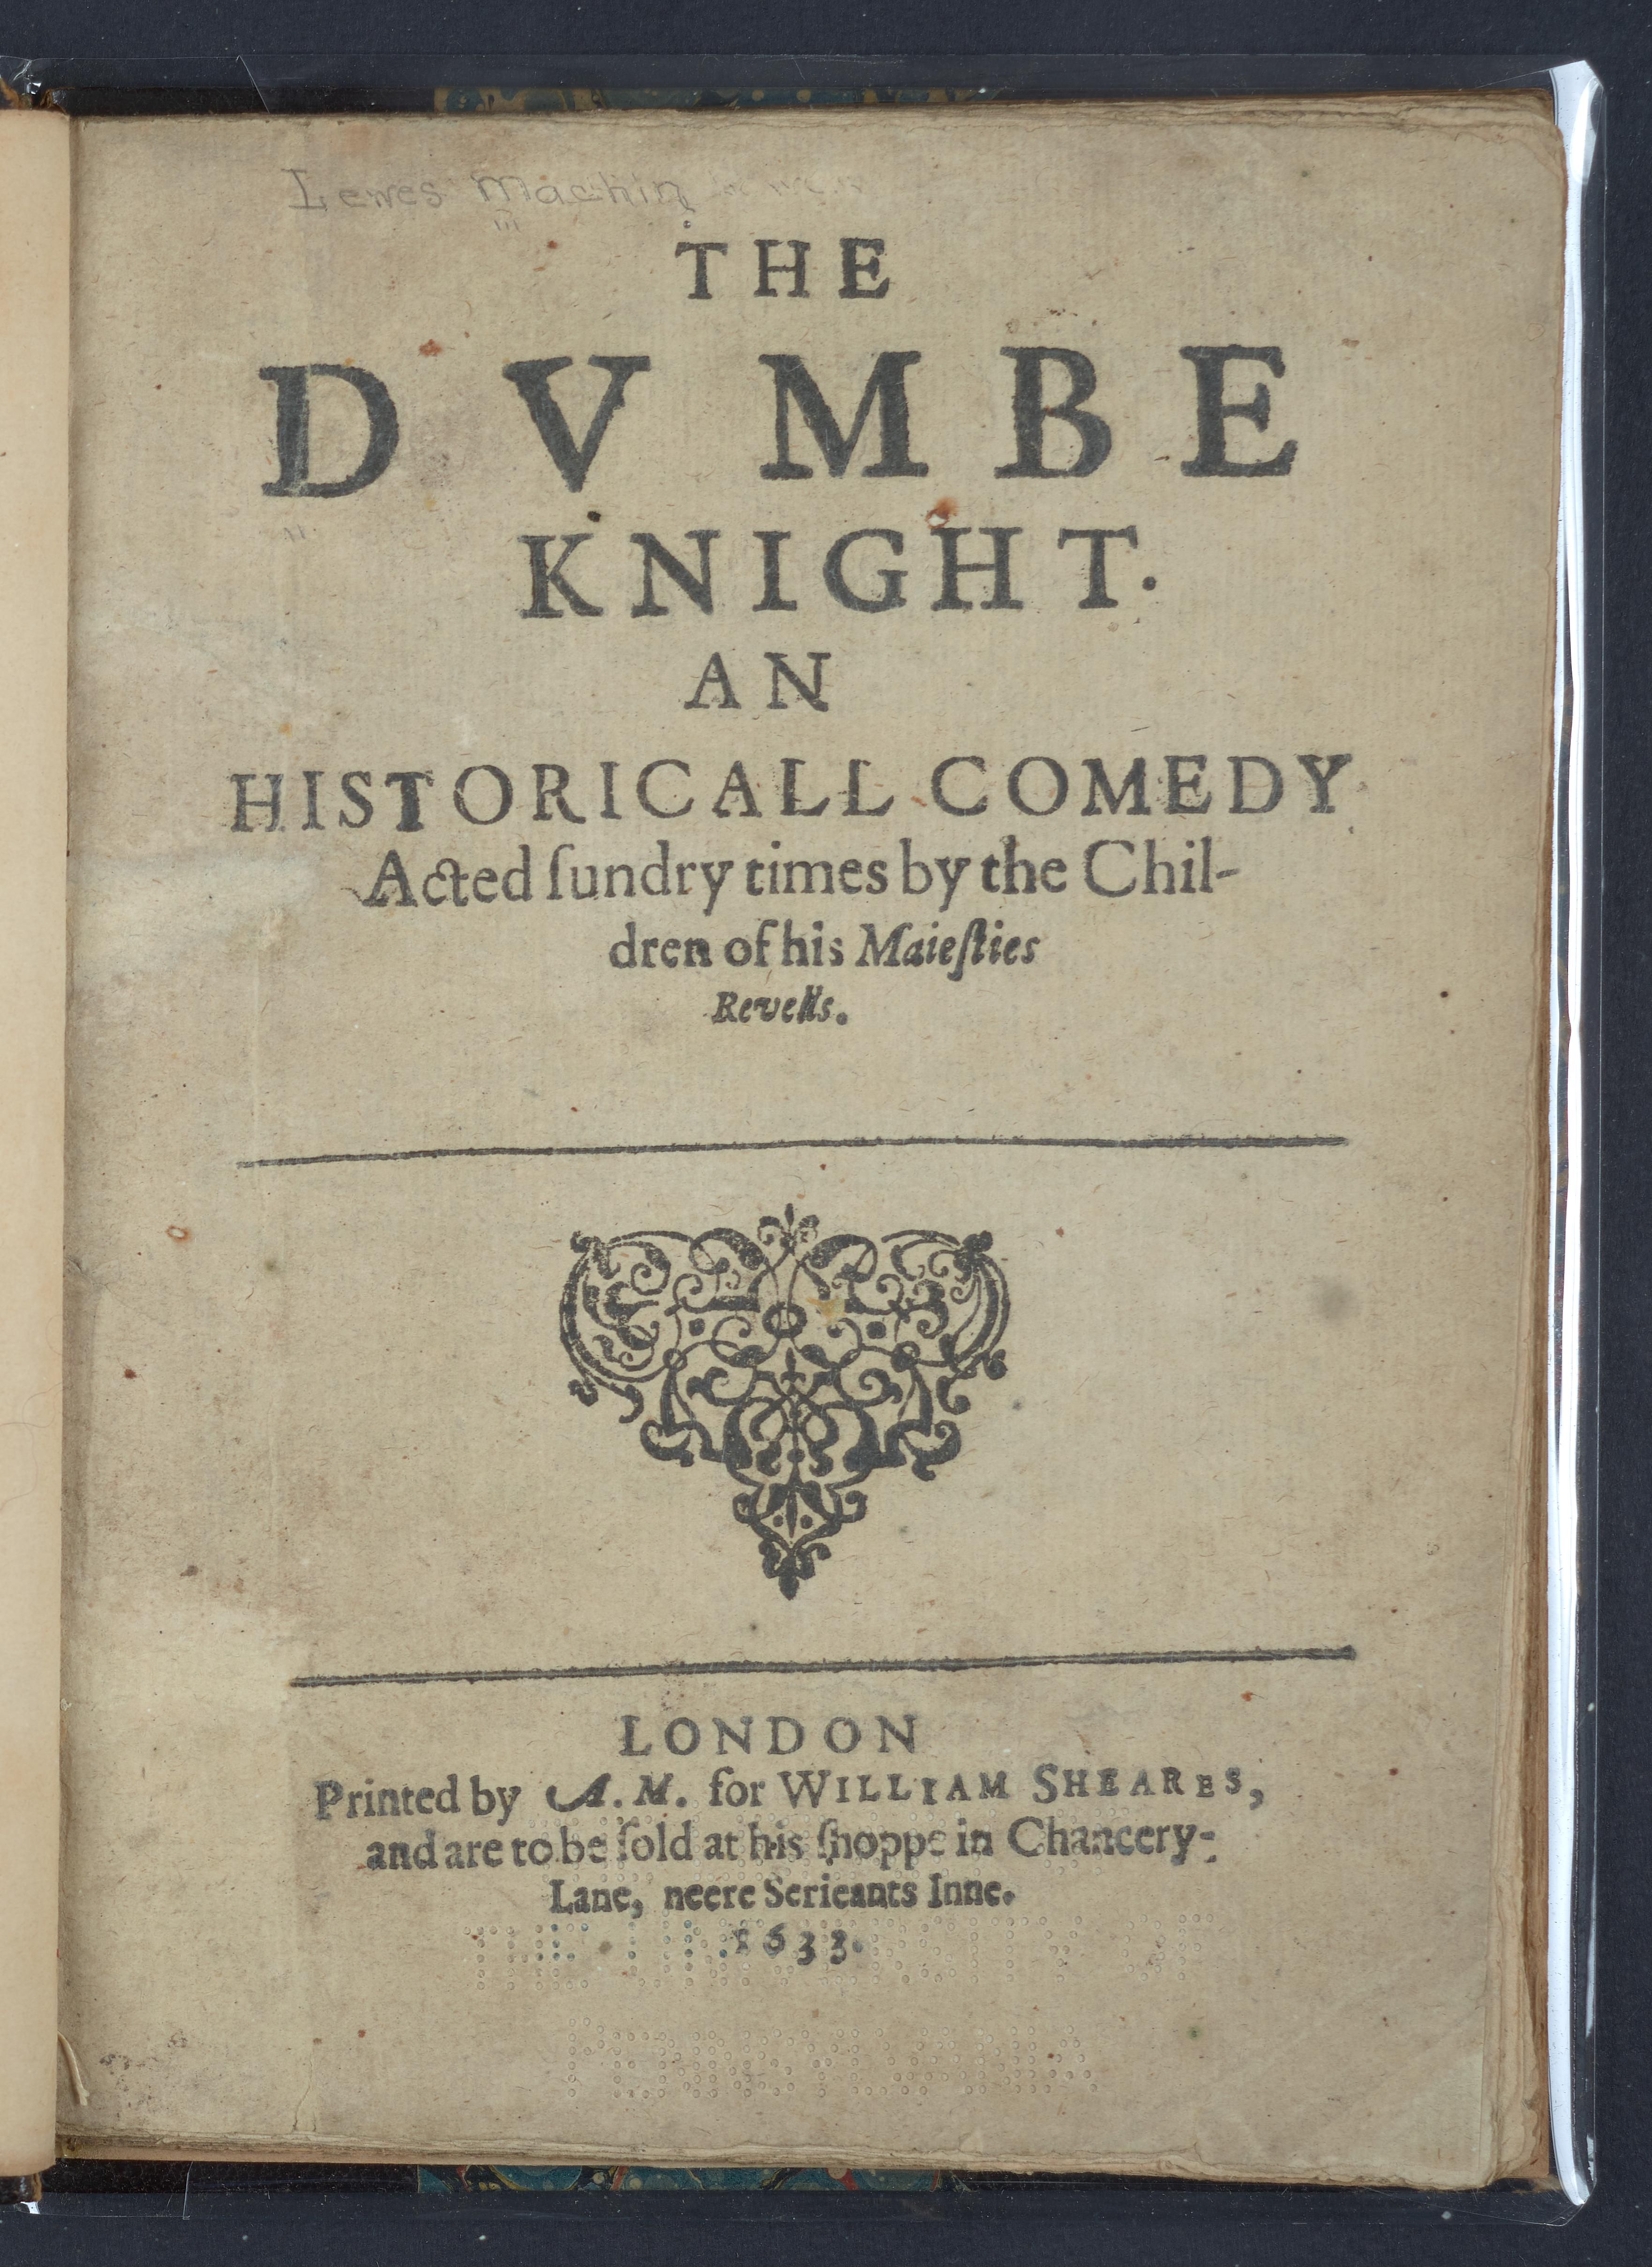 Lewes Machin
THE
DVMBE
KNIGHT.
AN
HISTORICALL COMEDY
Acted ſundry times by the Chil-
dren of his Maieſties
Revells.
LONDON
Printed by A.M. for WILLIAM SHEARES,
and are to be ſold at his ſhoppe in Chancery-
Lane, neere Serieants Inne.
1633.